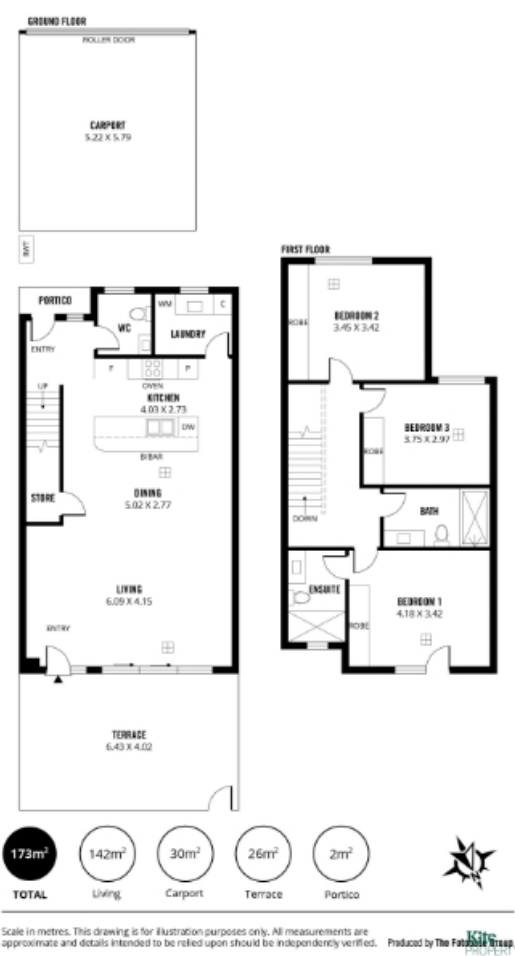 GROUND FLOOR
ROLLER DOOR
CARPORT
5.22 X 5.79
RWT
PORTICO
WC
WM
C
LAUNDRY
ENTRY
UP
F
OVEN
P
KITCHEN
4.03 X 2.73
DW
B/BAR
DINING
5.02 X 2.77
STORE
LIVING
6.09 X 4.15
ENTRY
TERRACE
6.43 X 4.02
FIRST FLOOR
ROBE
BEDROOM 2
3.45 X 3.42
BEDROOM 3
3.75 X 2.97
ROBE
BATH
DOWN
ENSUITE
BEDROOM 1
4.18 X 3.42
ROBE
173m²
142m²
30m²
26m²
2m²
TOTAL
Living
Carport
Terrace
Portico
Scale in metres. This drawing is for illustration purposes only. All measurements are
approximate and details intended to be relied upon should be independently verified.
Produced by The Fotobase Group
Kits
PROPERTY